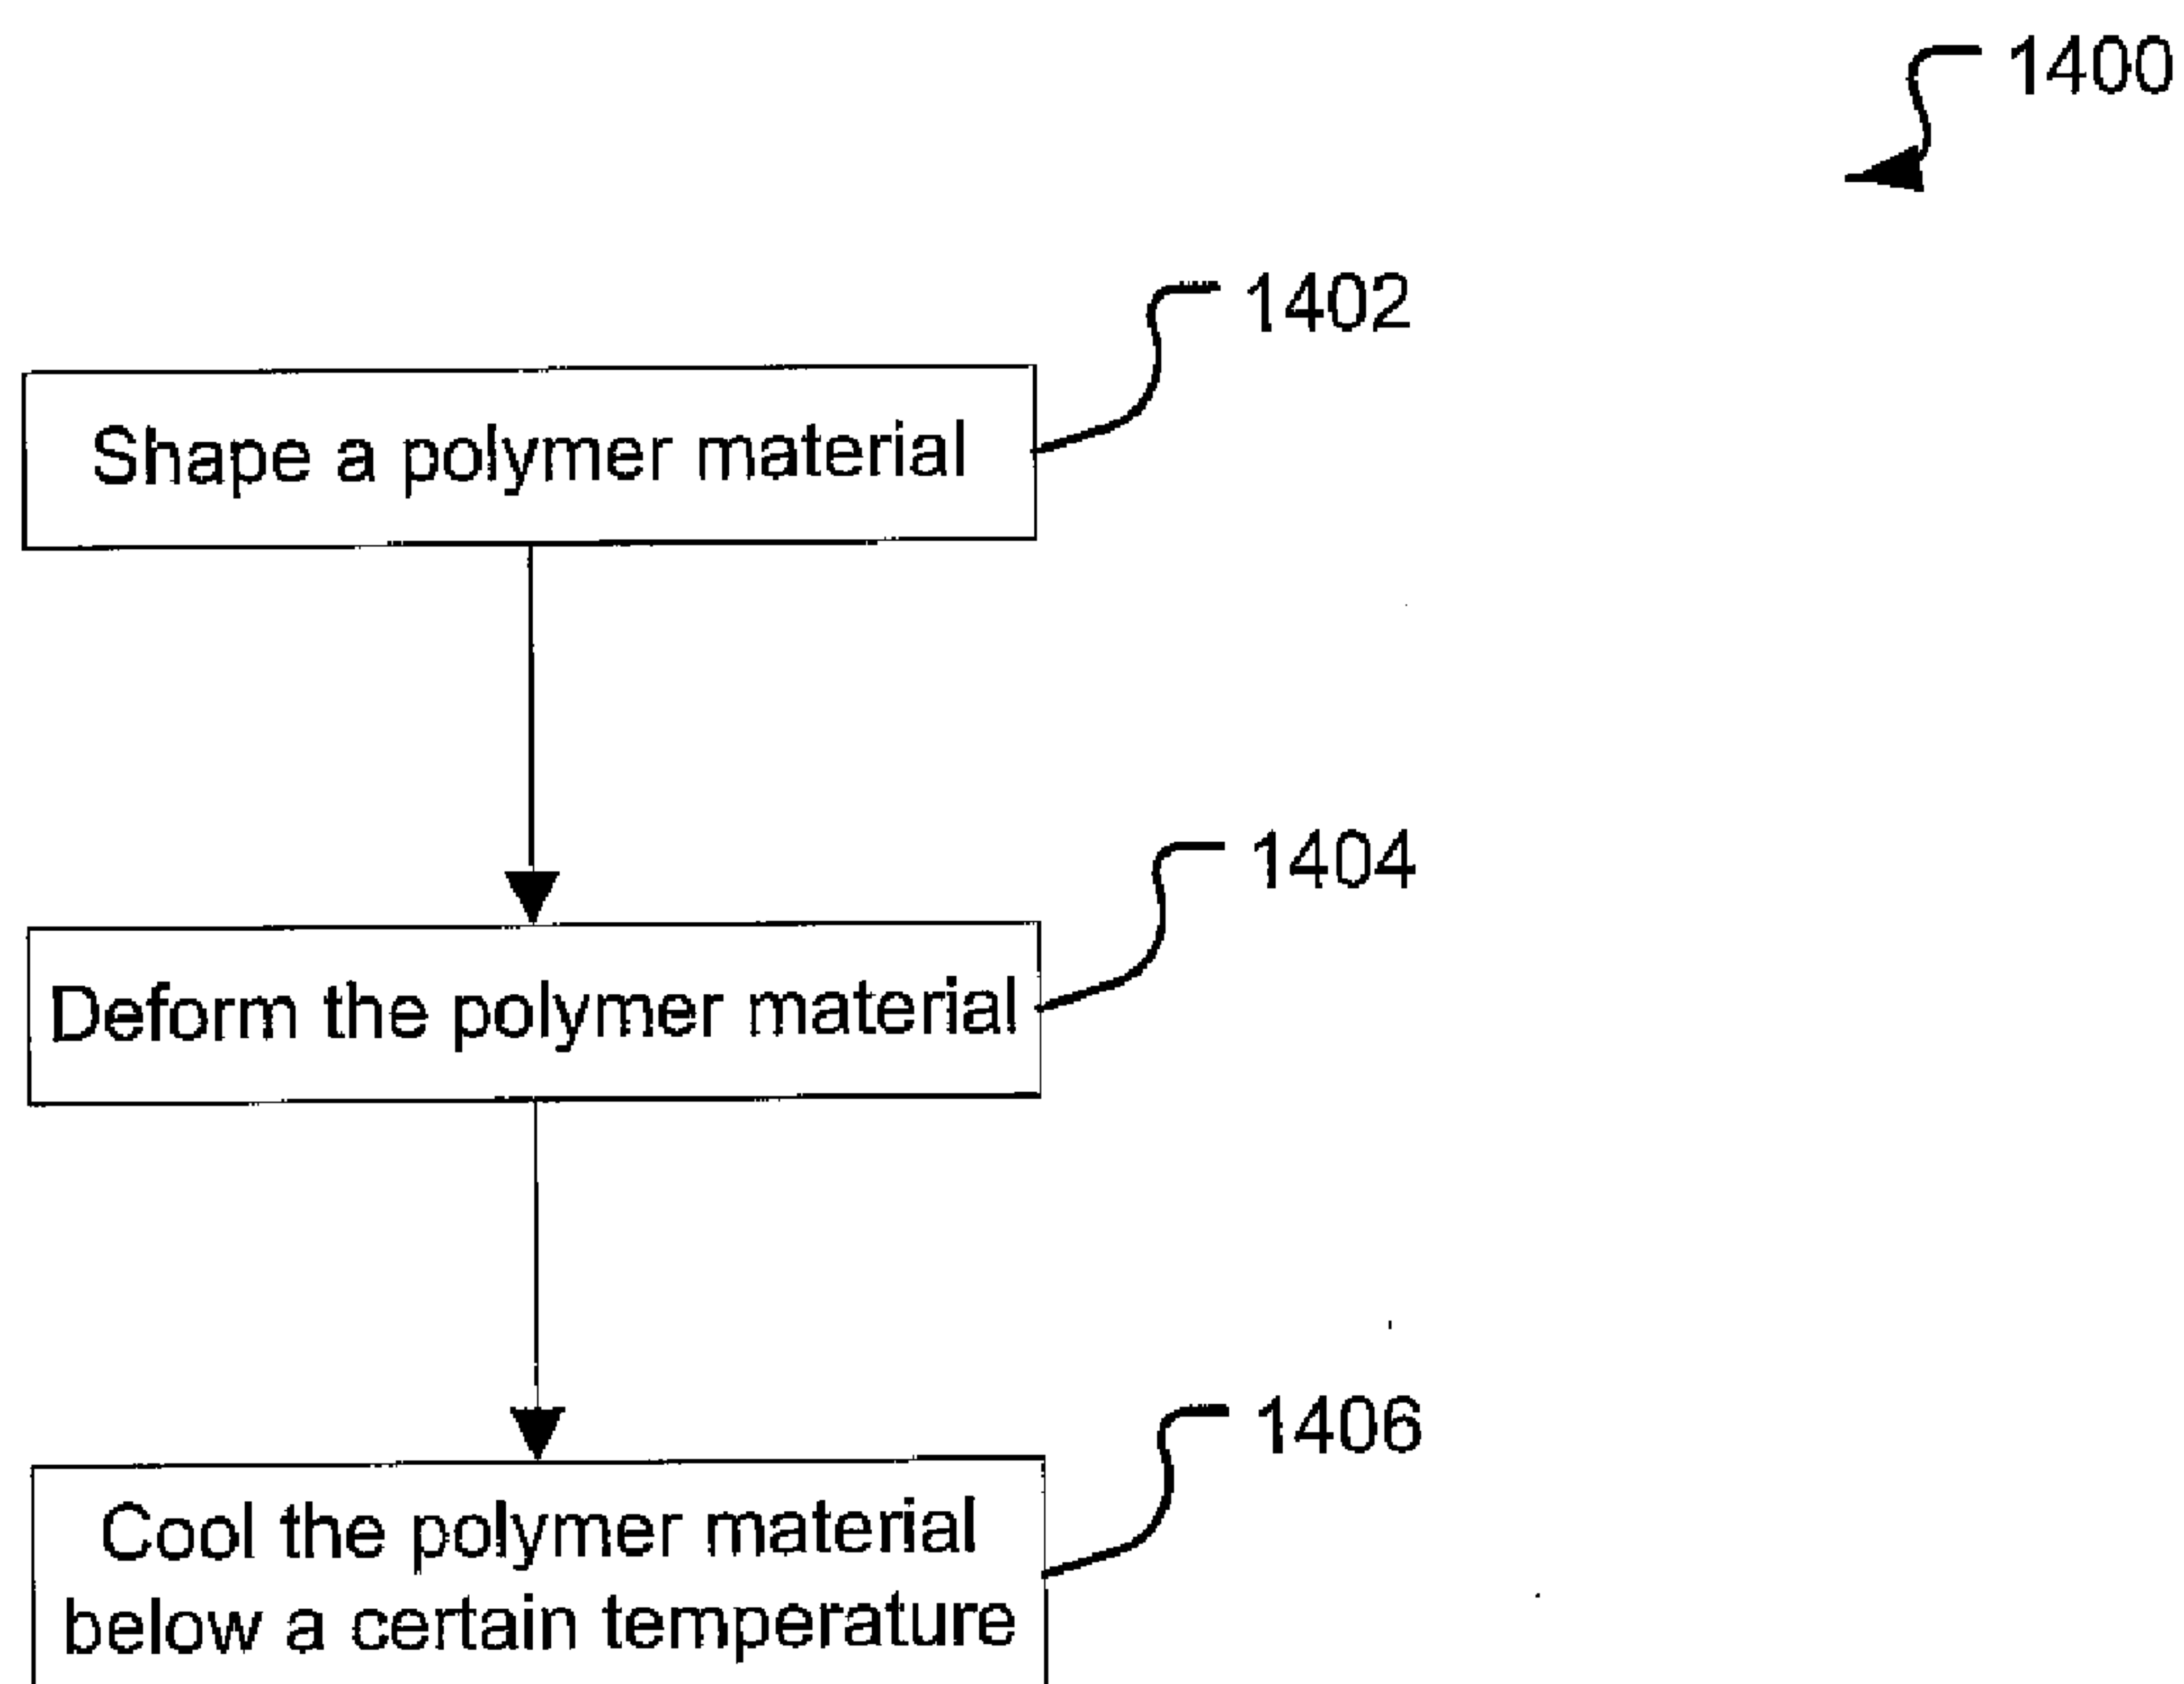 1400
1402
Shape a polymer material
1404
Deform the polymer material
1406
Cool the polymer material
below a certain temperature